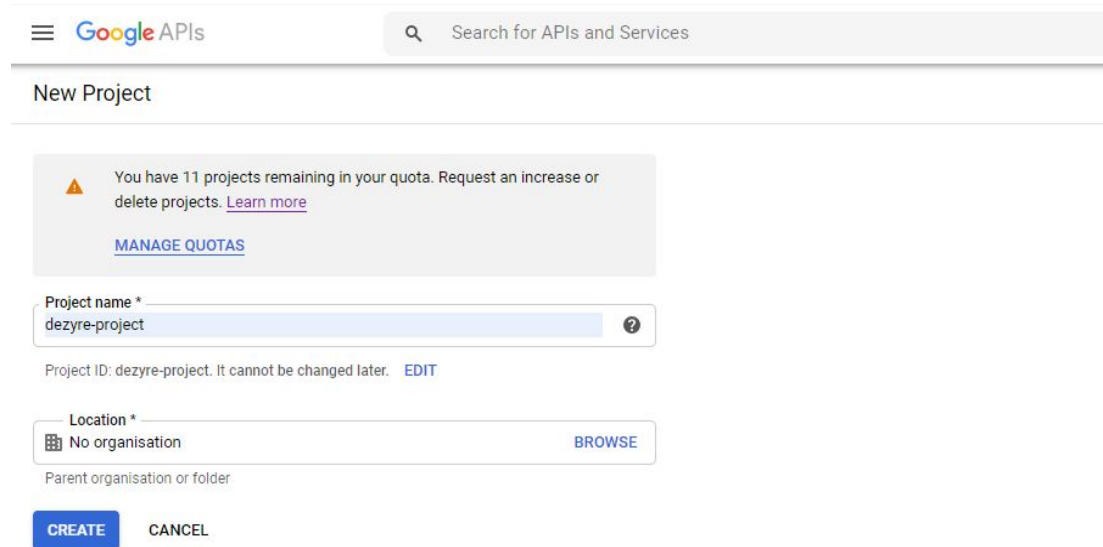 Google APIs
Search for APIs and Services
New Project
You have 11 projects remaining in your quota. Request an increase or
delete projects. Learn more
MANAGE QUOTAS
Project name *
dezyre-project
Project ID: dezyre-project. It cannot be changed later. EDIT
Location *
No organisation BROWSE
Parent organisation or folder
CREATE CANCEL